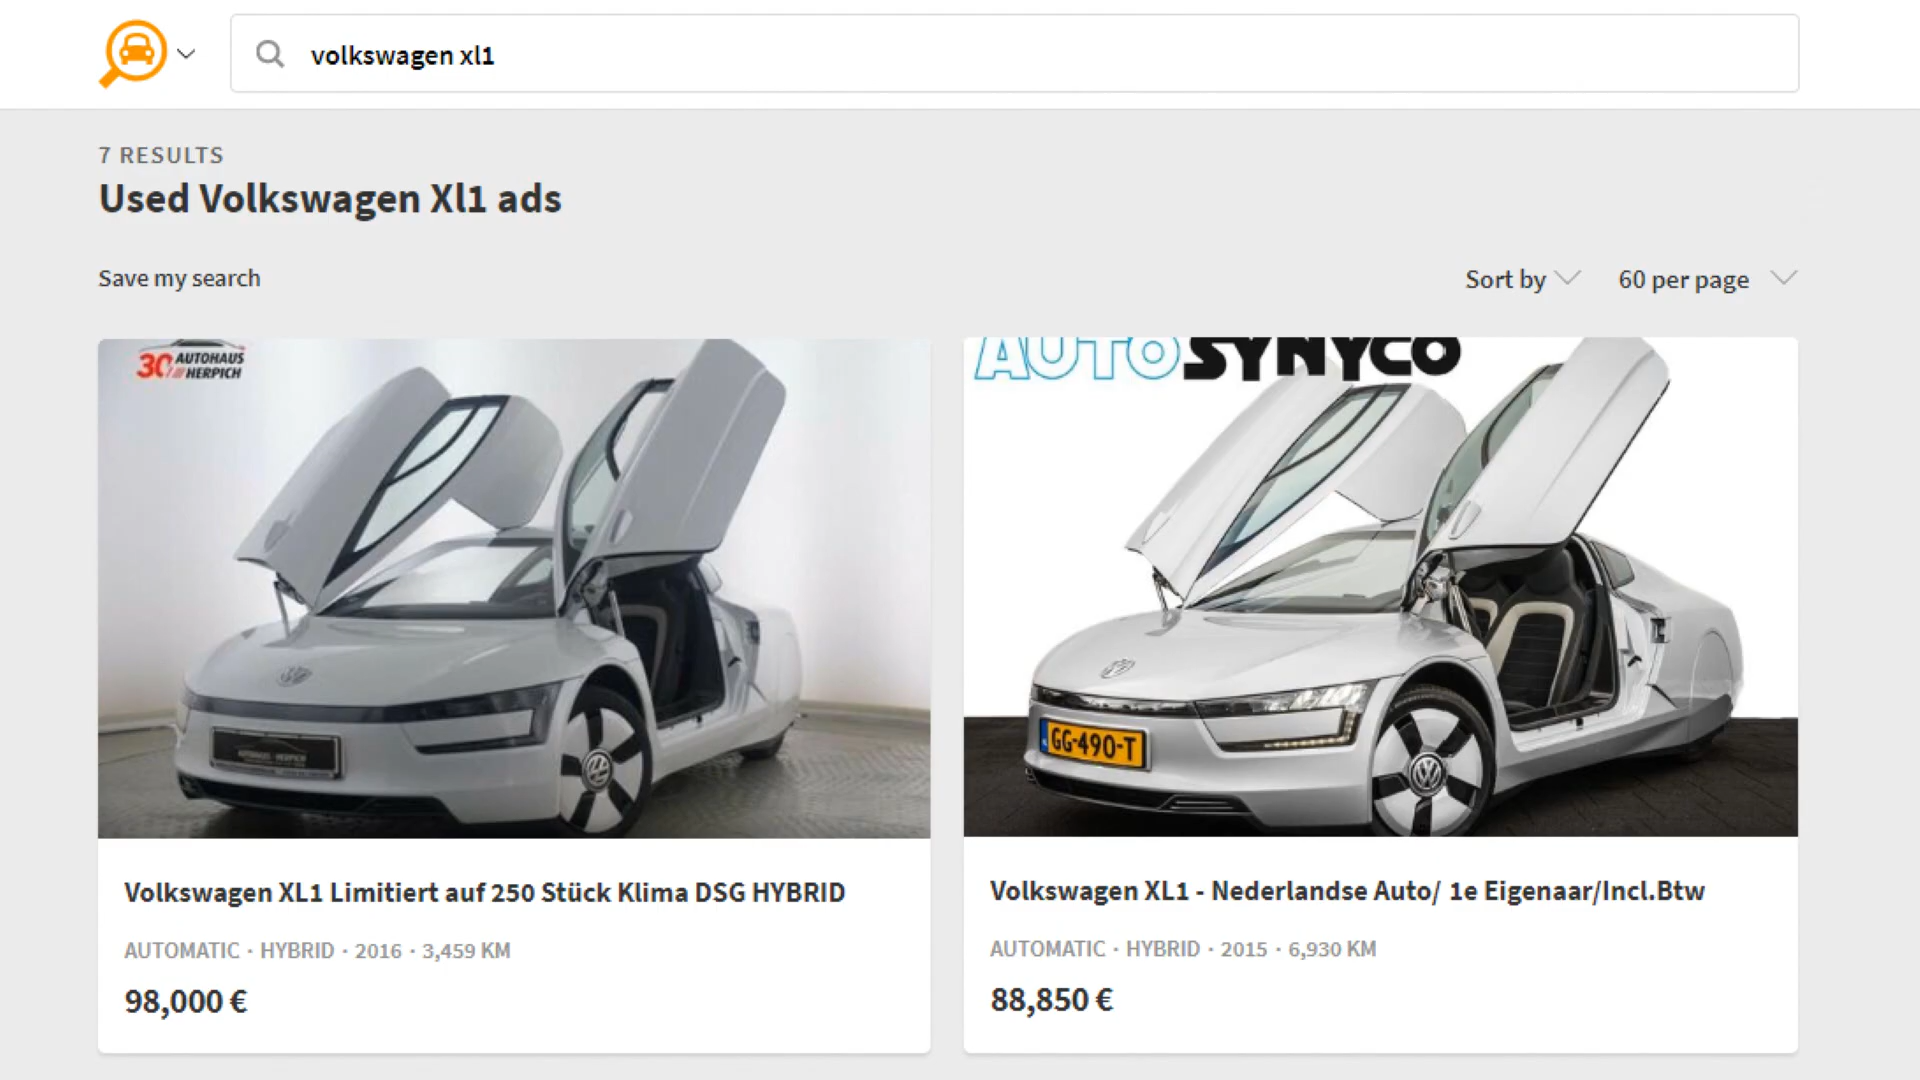 volkswagen xl1
7 RESULTS
Used Volkswagen Xl1 ads
Save my search
Sort by
60 per page
30 AUTOHAUS
HERPICH
AUTOSYNYCO
GG-490-T
Volkswagen XL1 Limitiert auf 250 Stück Klima DSG HYBRID
AUTOMATIC · HYBRID · 2016 · 3,459 KM
98,000 €
Volkswagen XL1 - Nederlandse Auto/ 1e Eigenaar/Incl.Btw
AUTOMATIC · HYBRID · 2015 · 6,930 KM
88,850 €